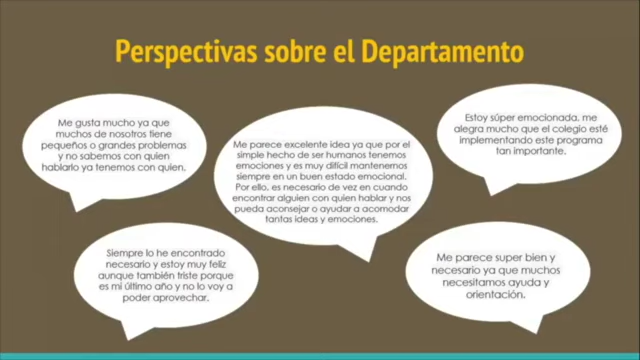 Perspectivas sobre el Departamento
Me gusta mucho ya que
muchos de nosotros tiene
pequeños o grandes problemas
y no sabemos con quien
hablarlo ya tenemos con quien.
Me parece excelente idea ya que por el
simple hecho de ser humanos tenemos
emociones y es muy difícil mantenernos
siempre en un buen estado emocional.
Por ello, es necesario de vez en cuando
encontrar alguien con quien hablar y nos
pueda aconsejar o ayudar a acomodar
tantas ideas y emociones.
Estoy súper emocionada, me
alegra mucho que el colegio esté
implementando este programa
tan importante.
Siempre lo he encontrado
necesario y estoy muy feliz
aunque también triste porque
es mi último año y no lo voy a
poder aprovechar.
Me parece super bien y
necesario ya que muchos
necesitamos ayuda y
orientación.